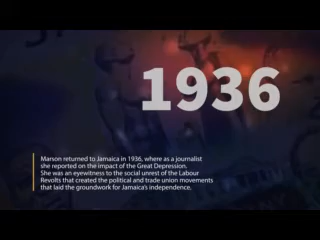 1936
Marson returned to Jamaica in 1936, where as a journalist
she reported on the impact of the Great Depression.
She was an eyewitness to the social unrest of the Labour
Revolts that created the political and trade union movements
that laid the groundwork for Jamaica's independence.